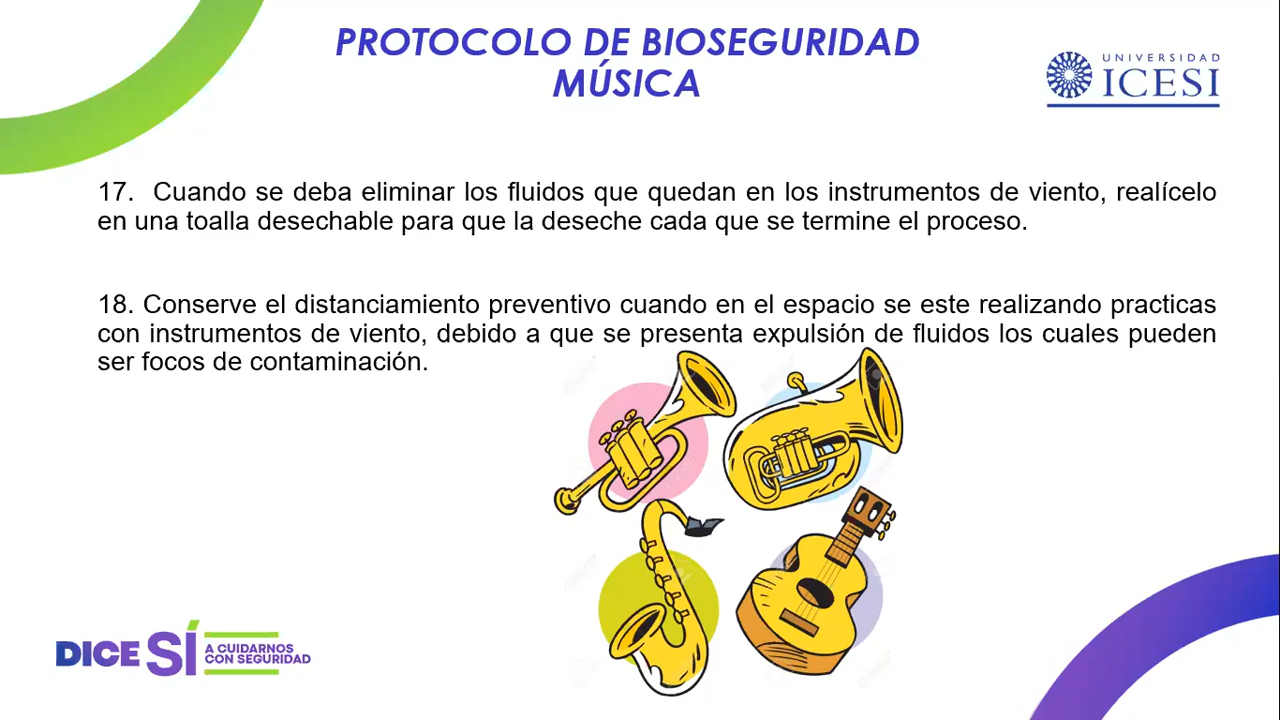 PROTOCOLO DE BIOSEGURIDAD
MÚSICA
UNIVERSIDAD
ICESI
17. Cuando se deba eliminar los fluidos que quedan en los instrumentos de viento, realícelo
en una toalla desechable para que la deseche cada que se termine el proceso.
18. Conserve el distanciamiento preventivo cuando en el espacio se este realizando practicas
con instrumentos de viento, debido a que se presenta expulsión de fluidos los cuales pueden
ser focos de contaminación.
DICE SÍ A CUIDARNOS
CON SEGURIDAD